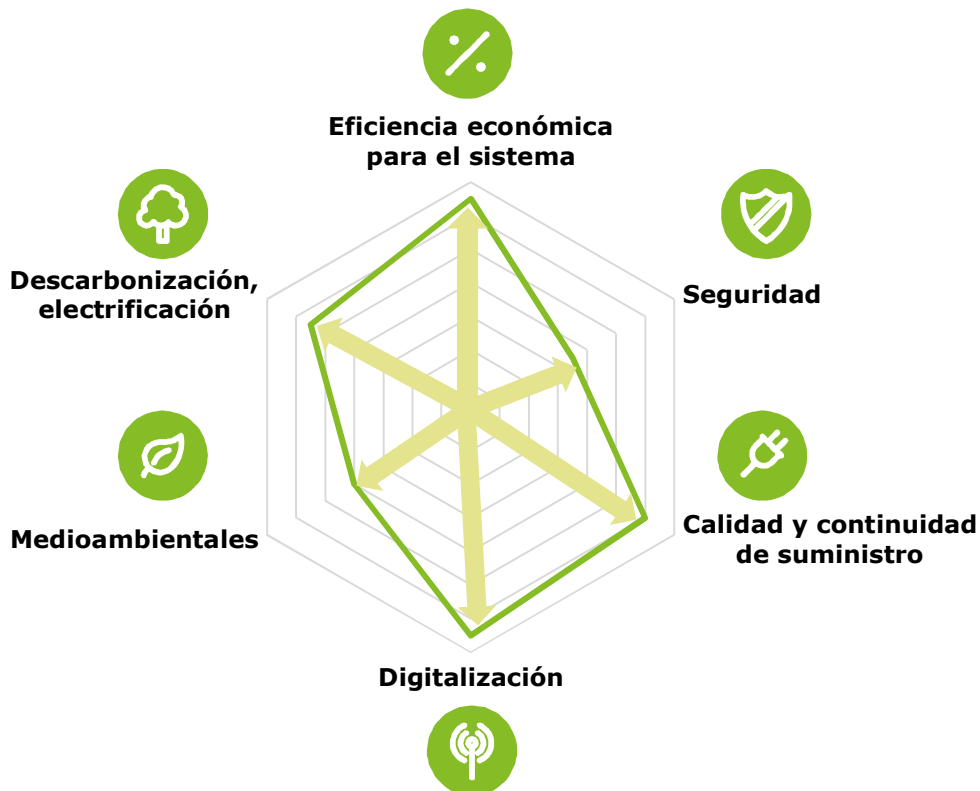 Eficiencia económica
para el sistema
Descarbonización,
electrificación
Seguridad
Medioambientales
Calidad y continuidad
de suministro
Digitalización